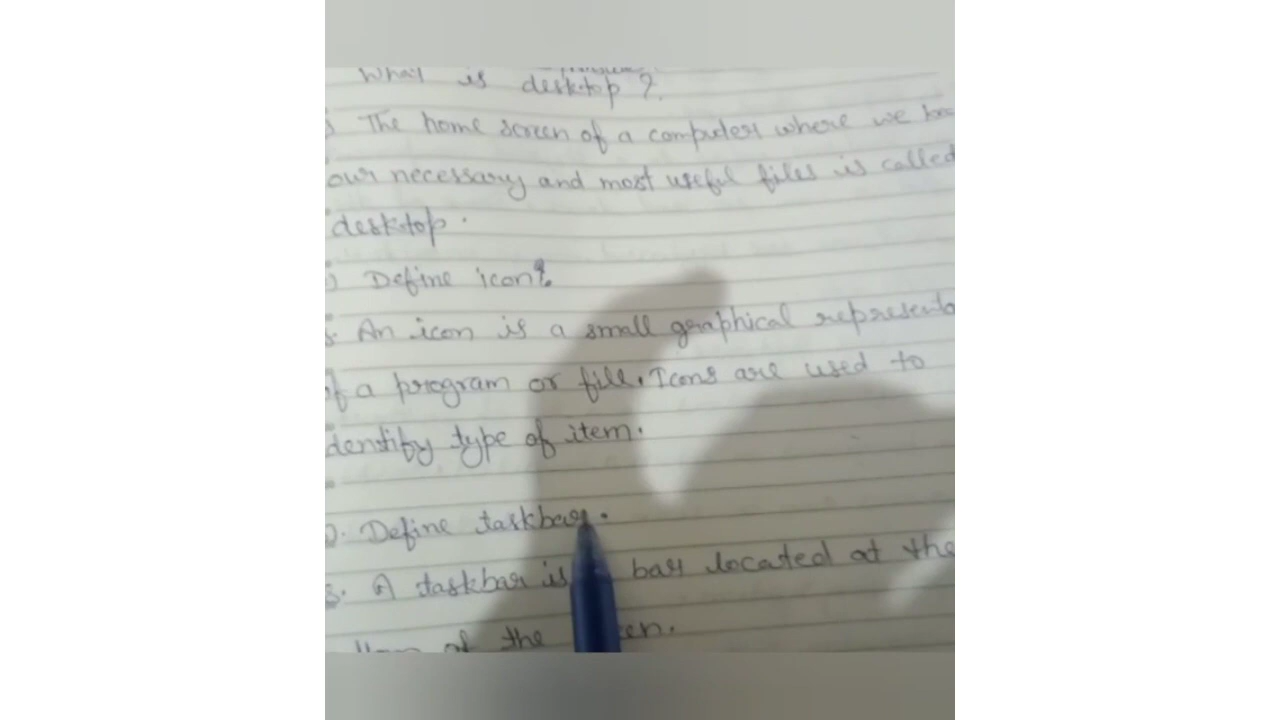 What is desktop ?
The home screen of a computer where we
our necessary and most useful files is called
desktop.
Define icon?
An icon is a small graphical
of a program or fill. Icons are used to
type of item.
Define taskbar.
A taskbar is bar located at the
of the